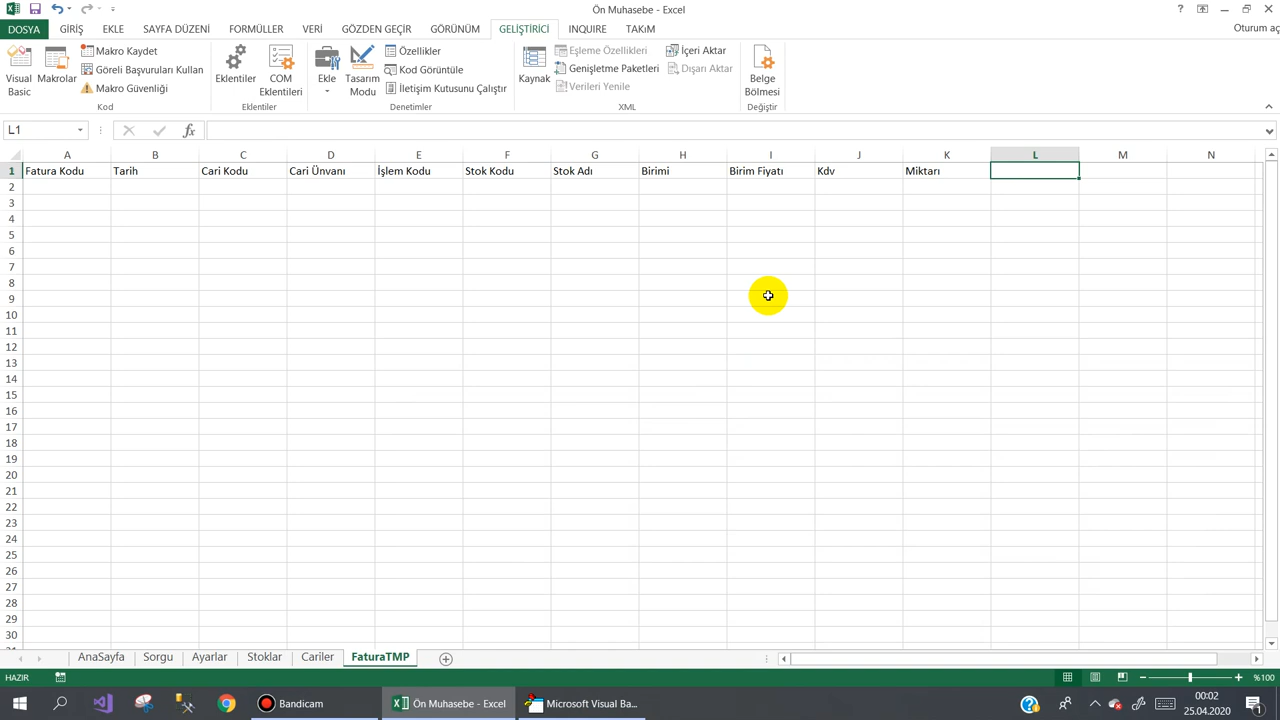 Ön Muhasebe - Excel
?
DOSYA GİRİŞ EKLE SAYFA DÜZENİ FORMÜLLER VERİ GÖZDEN GEÇİR GÖRÜNÜM GELİŞTİRİCİ INQUIRE TAKIM Oturum aç
Visual Basic
Makrolar
Makro Kaydet
Göreli Başvuruları Kullan
Makro Güvenliği
Kod
Eklentiler
COM Eklentileri
Eklentiler
Ekle
Tasarım Modu
Özellikler
Kod Görüntüle
İletişim Kutusunu Çalıştır
Denetimler
Kaynak
Eşleme Özellikleri
Genişletme Paketleri
Verileri Yenile
İçeri Aktar
Dışarı Aktar
XML
Belge Bölmesi
Değiştir
L1
fx
A B C D E F G H I J K L M N
1 Fatura Kodu Tarih Cari Kodu Cari Ünvanı İşlem Kodu Stok Kodu Stok Adı Birimi Birim Fiyatı Kdv Miktarı
2
3
4
5
6
7
8
9
10
11
12
13
14
15
16
17
18
19
20
21
22
23
24
25
26
27
28
29
30
AnaSayfa Sorgu Ayarlar Stoklar Cariler FaturaTMP
HAZIR
%100
Bandicam
Ön Muhasebe - Excel
Microsoft Visual Ba...
00:02
25.04.2020
1